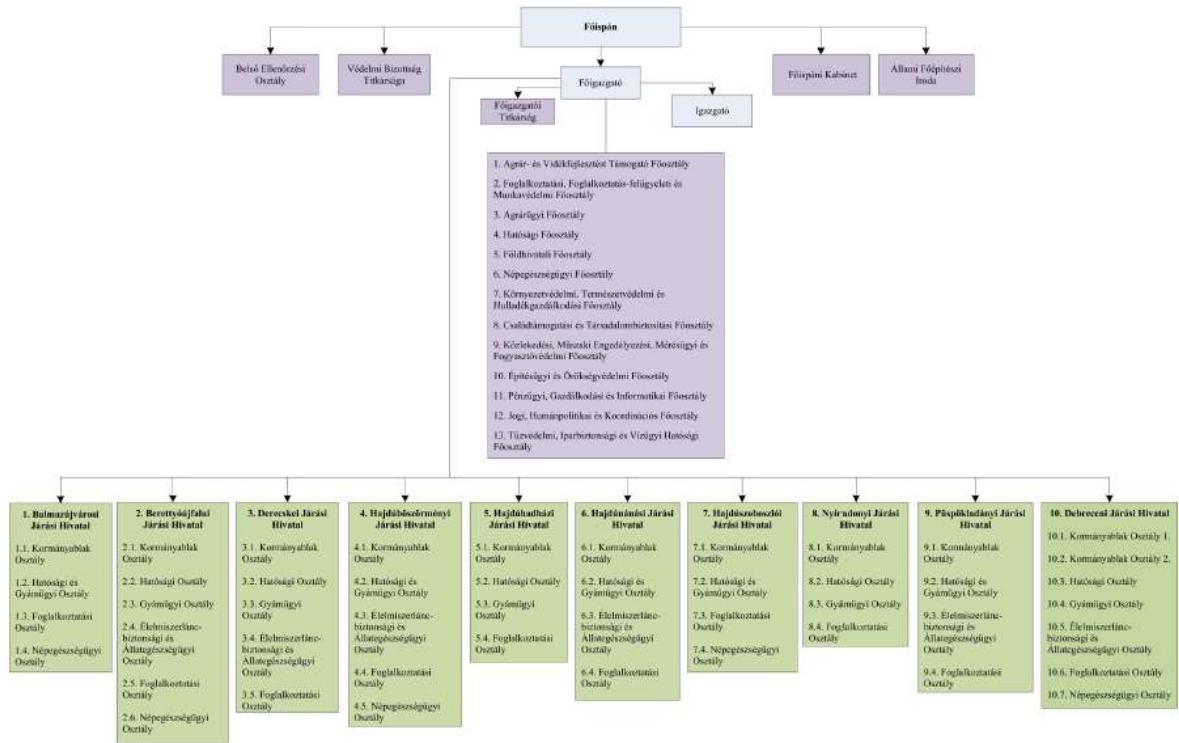 Főispán
Belső Ellenőrzési
Osztály
Védelmi Bizottság
Titkársága
Főigazgató
Főispáni Kabinet
Állami Főépítészi
Iroda
Főigazgatói
Titkárság
Igazgató
1. Agrár- és Vidékfejlesztést Támogató Főosztály
2. Foglalkoztatási, Foglalkoztatás-felügyeleti és
Munkavédelmi Főosztály
3. Agrárügyi Főosztály
4. Hatósági Főosztály
5. Földhivatali Főosztály
6. Népegészségügyi Főosztály
7. Környezetvédelmi, Természetvédelmi és
Hulladékgazdálkodási Főosztály
8. Családtámogatási és Társadalombiztosítási Főosztály
9. Közlekedési, Műszaki Engedélyezési, Mérésügyi és
Fogyasztóvédelmi Főosztály
10. Építésügyi és Örökségvédelmi Főosztály
11. Pénzügyi, Gazdálkodási és Informatikai Főosztály
12. Jogi, Humánpolitikai és Koordinációs Főosztály
13. Tűzvédelmi, Iparbiztonsági és Vízügyi Hatósági
Főosztály
1. Balmazújvárosi
Járási Hivatal
1.1. Kormányablak
Osztály
1.2. Hatósági és
Gyámügyi Osztály
1.3. Foglalkoztatási
Osztály
1.4. Népegészségügyi
Osztály
2. Berettyóújfalui
Járási Hivatal
2.1. Kormányablak
Osztály
2.2. Hatósági Osztály
2.3. Gyámügyi Osztály
2.4. Élelmiszerlánc-
biztonsági és
Állategészségügyi
Osztály
2.5. Foglalkoztatási
Osztály
2.6. Népegészségügyi
Osztály
3. Derecskei Járási
Hivatal
3.1. Kormányablak
Osztály
3.2. Hatósági Osztály
3.3. Gyámügyi
Osztály
3.4. Élelmiszerlánc-
biztonsági és
Állategészségügyi
Osztály
3.5. Foglalkoztatási
Osztály
4. Hajdúböszörményi
Járási Hivatal
4.1. Kormányablak
Osztály
4.2. Hatósági és
Gyámügyi Osztály
4.3. Élelmiszerlánc-
biztonsági és
Állategészségügyi
Osztály
4.4. Foglalkoztatási
Osztály
4.5. Népegészségügyi
Osztály
5. Hajdúhadházi
Járási Hivatal
5.1. Kormányablak
Osztály
5.2. Hatósági Osztály
5.3. Gyámügyi
Osztály
5.4. Foglalkoztatási
Osztály
6. Hajdúnánási Járási
Hivatal
6.1. Kormányablak
Osztály
6.2. Hatósági és
Gyámügyi Osztály
6.3. Élelmiszerlánc-
biztonsági és
Állategészségügyi
Osztály
6.4. Foglalkoztatási
Osztály
7. Hajdúszoboszlói
Járási Hivatal
7.1. Kormányablak
Osztály
7.2. Hatósági és
Gyámügyi Osztály
7.3. Foglalkoztatási
Osztály
7.4. Népegészségügyi
Osztály
8. Nyíradonyi Járási
Hivatal
8.1. Kormányablak
Osztály
8.2. Hatósági Osztály
8.3. Gyámügyi Osztály
8.4. Foglalkoztatási
Osztály
9. Püspökladányi Járási
Hivatal
9.1. Kormányablak
Osztály
9.2. Hatósági és
Gyámügyi Osztály
9.3. Élelmiszerlánc-
biztonsági és
Állategészségügyi
Osztály
9.4. Foglalkoztatási
Osztály
10. Debreceni Járási Hivatal
10.1. Kormányablak Osztály 1.
10.2. Kormányablak Osztály 2.
10.3. Hatósági Osztály
10.4. Gyámügyi Osztály
10.5. Élelmiszerlánc-
biztonsági és
Állategészségügyi Osztály
10.6. Foglalkoztatási Osztály
10.7. Népegészségügyi Osztály